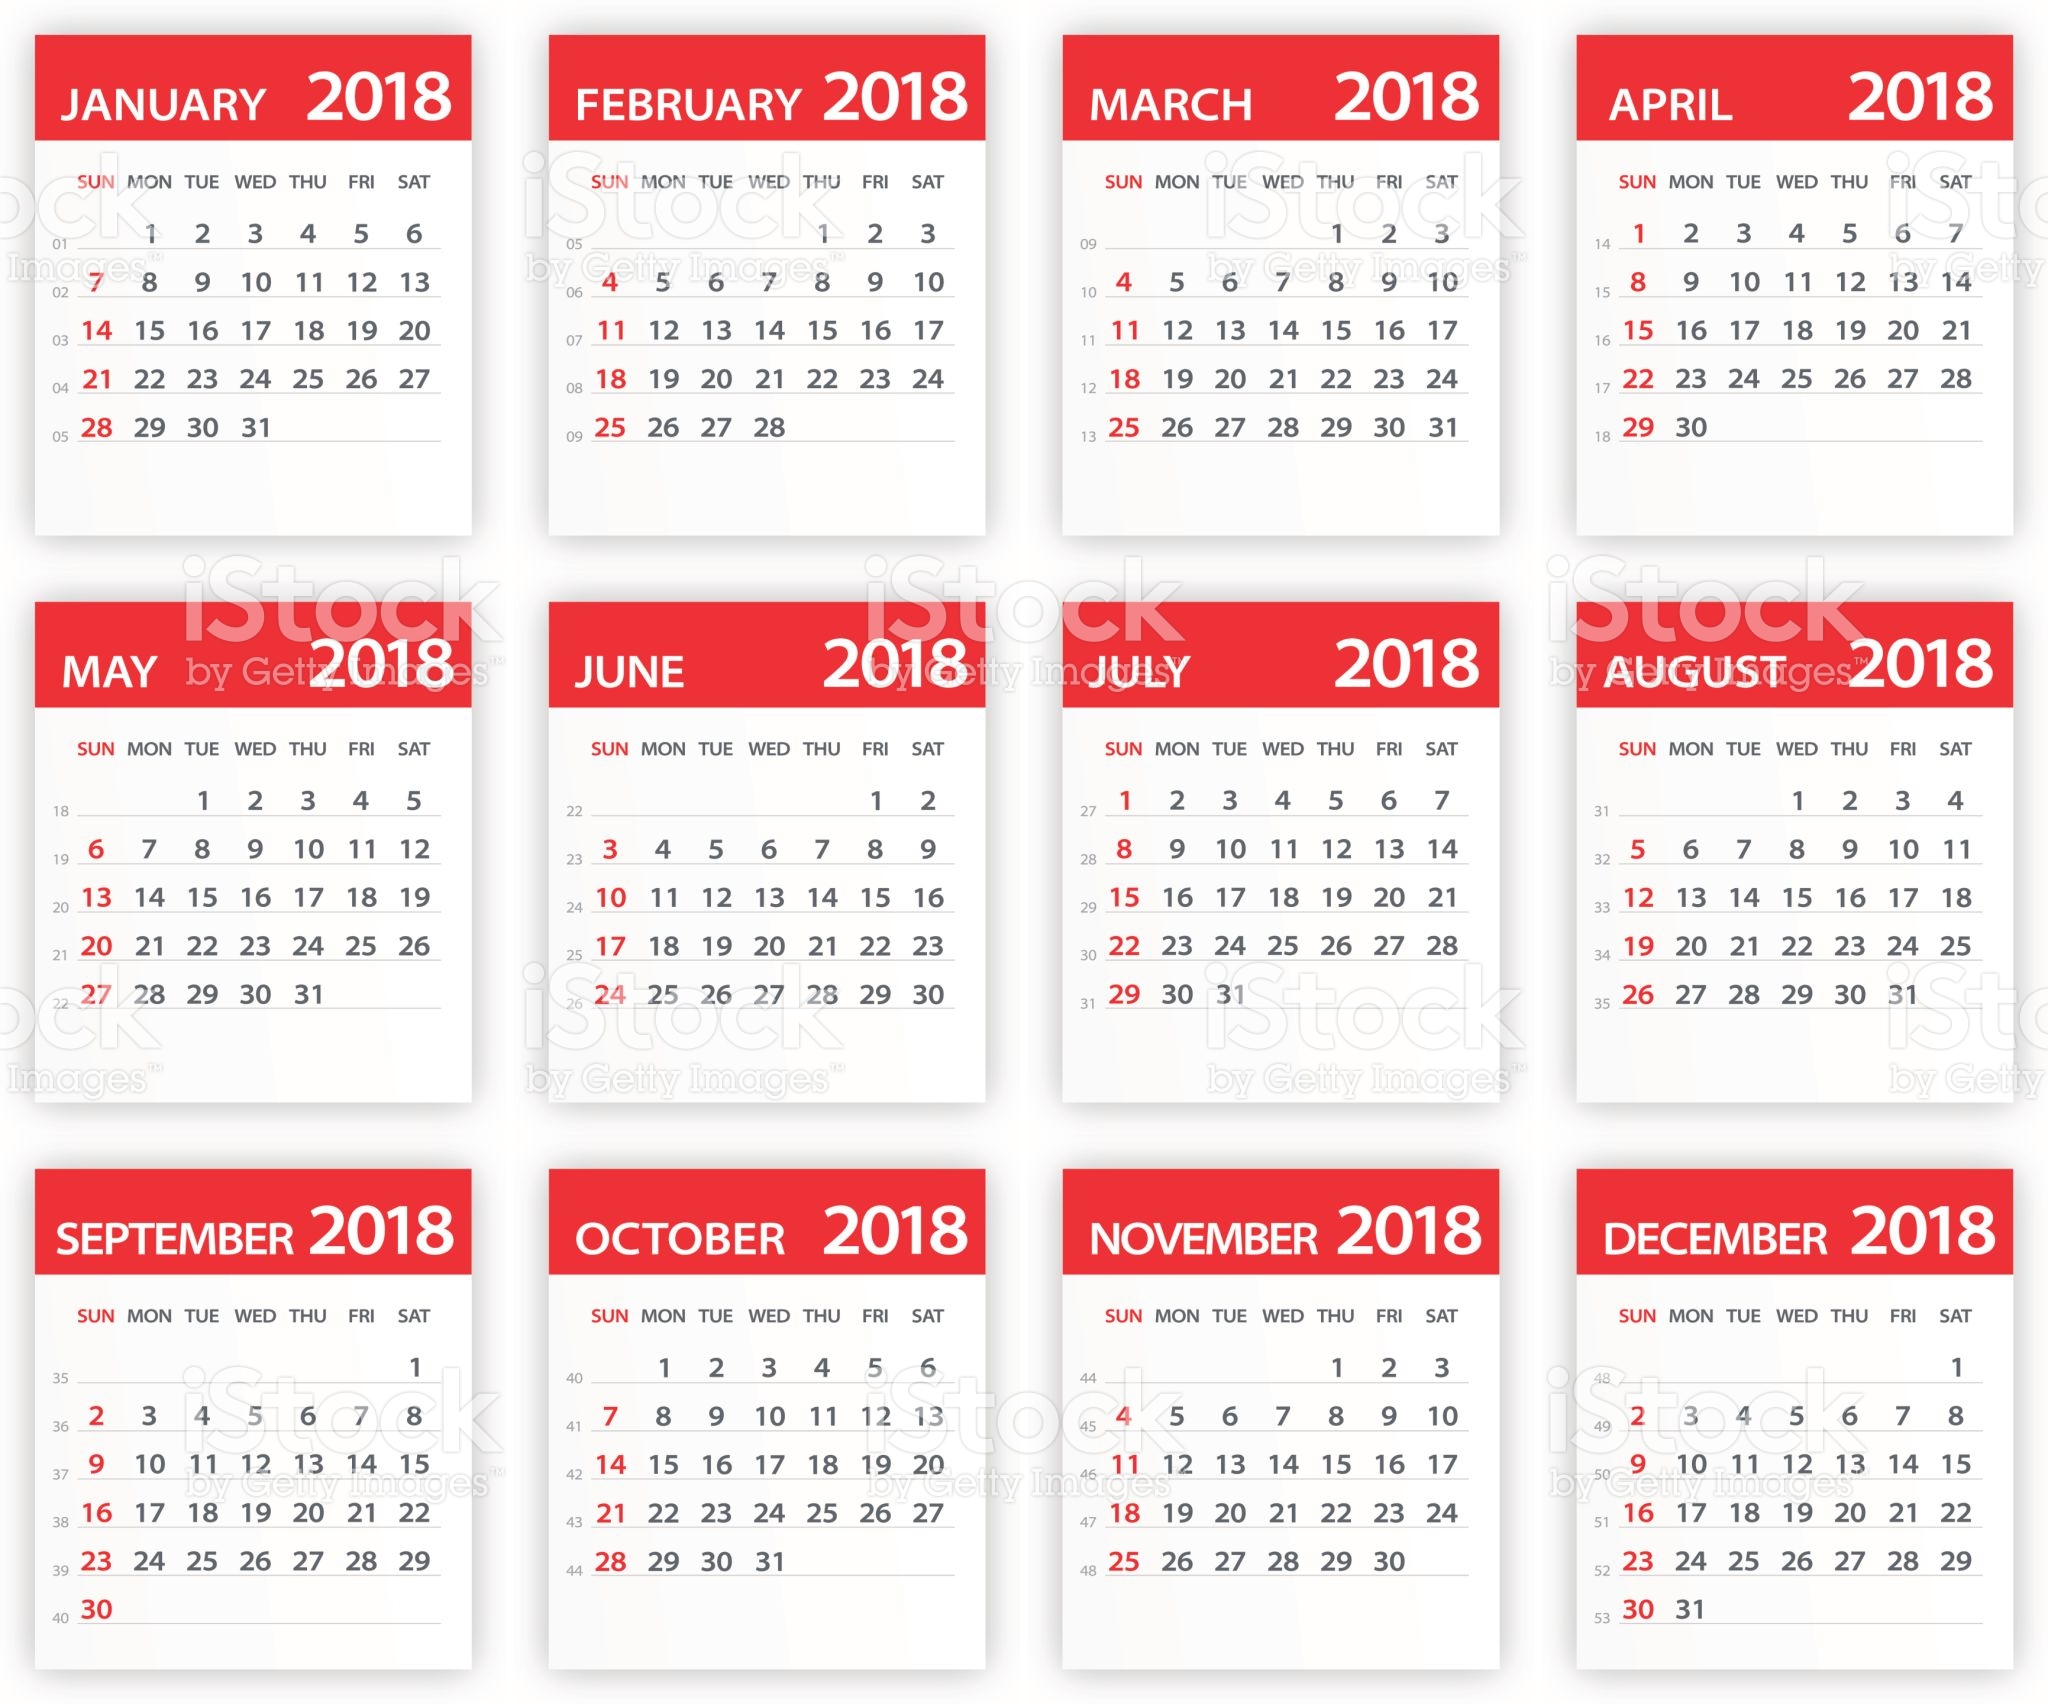 JANUARY 2018
SUN MON TUE WED THU FRI SAT
01 1 2 3 4 5 6
02 7 8 9 10 11 12 13
03 14 15 16 17 18 19 20
04 21 22 23 24 25 26 27
05 28 29 30 31
FEBRUARY 2018
SUN MON TUE WED THU FRI SAT
05 1 2 3
06 4 5 6 7 8 9 10
07 11 12 13 14 15 16 17
08 18 19 20 21 22 23 24
09 25 26 27 28
MARCH 2018
SUN MON TUE WED THU FRI SAT
09 1 2 3
10 4 5 6 7 8 9 10
11 11 12 13 14 15 16 17
12 18 19 20 21 22 23 24
13 25 26 27 28 29 30 31
APRIL 2018
SUN MON TUE WED THU FRI SAT
14 1 2 3 4 5 6 7
15 8 9 10 11 12 13 14
16 15 16 17 18 19 20 21
17 22 23 24 25 26 27 28
18 29 30
iStock
by Getty Images™
MAY 2018
SUN MON TUE WED THU FRI SAT
18 1 2 3 4 5
19 6 7 8 9 10 11 12
20 13 14 15 16 17 18 19
21 20 21 22 23 24 25 26
22 27 28 29 30 31
JUNE 2018
SUN MON TUE WED THU FRI SAT
22 1 2
23 3 4 5 6 7 8 9
24 10 11 12 13 14 15 16
25 17 18 19 20 21 22 23
26 24 25 26 27 28 29 30
JULY 2018
SUN MON TUE WED THU FRI SAT
27 1 2 3 4 5 6 7
28 8 9 10 11 12 13 14
29 15 16 17 18 19 20 21
30 22 23 24 25 26 27 28
31 29 30 31
AUGUST 2018
SUN MON TUE WED THU FRI SAT
31 1 2 3 4
32 5 6 7 8 9 10 11
33 12 13 14 15 16 17 18
34 19 20 21 22 23 24 25
35 26 27 28 29 30 31
SEPTEMBER 2018
SUN MON TUE WED THU FRI SAT
35 1
36 2 3 4 5 6 7 8
37 9 10 11 12 13 14 15
38 16 17 18 19 20 21 22
39 23 24 25 26 27 28 29
40 30
OCTOBER 2018
SUN MON TUE WED THU FRI SAT
40 1 2 3 4 5 6
41 7 8 9 10 11 12 13
42 14 15 16 17 18 19 20
43 21 22 23 24 25 26 27
44 28 29 30 31
NOVEMBER 2018
SUN MON TUE WED THU FRI SAT
44 1 2 3
45 4 5 6 7 8 9 10
46 11 12 13 14 15 16 17
47 18 19 20 21 22 23 24
48 25 26 27 28 29 30
DECEMBER 2018
SUN MON TUE WED THU FRI SAT
48 1
49 2 3 4 5 6 7 8
50 9 10 11 12 13 14 15
51 16 17 18 19 20 21 22
52 23 24 25 26 27 28 29
53 30 31